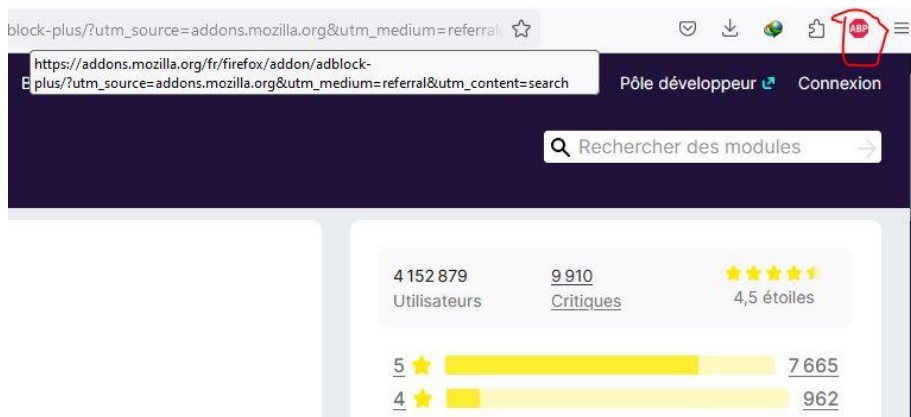 block-plus/?utm_source=addons.mozilla.org&utm_medium=referral
ABP
https://addons.mozilla.org/fr/firefox/addon/adblock-
plus/?utm_source=addons.mozilla.org&utm_medium=referral&utm_content=search
Pôle développeur
Connexion
Rechercher des modules
4 152 879
9 910
Utilisateurs
Critiques
4,5 étoiles
5
7 665
4
962